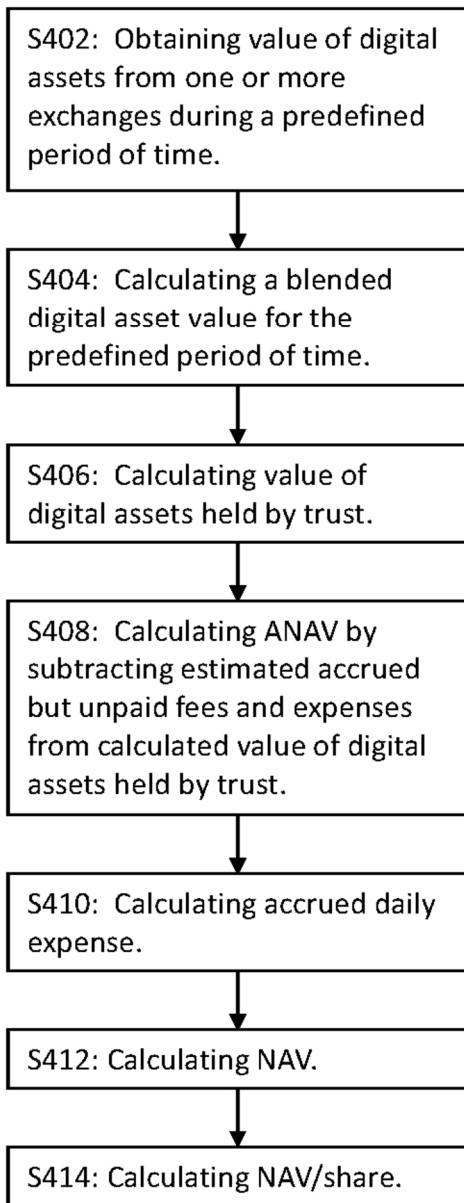 S402:  Obtaining value of digital
assets from one or more
exchanges during a predefined
period of time.
S404:  Calculating a blended
digital asset value for the
predefined period of time.
S406:  Calculating value of
digital assets held by trust.
S408:  Calculating ANAV by
subtracting estimated accrued
but unpaid fees and expenses
from calculated value of digital
assets held by trust.
S410:  Calculating accrued daily
expense.
S412: Calculating NAV.
S414: Calculating NAV/share.